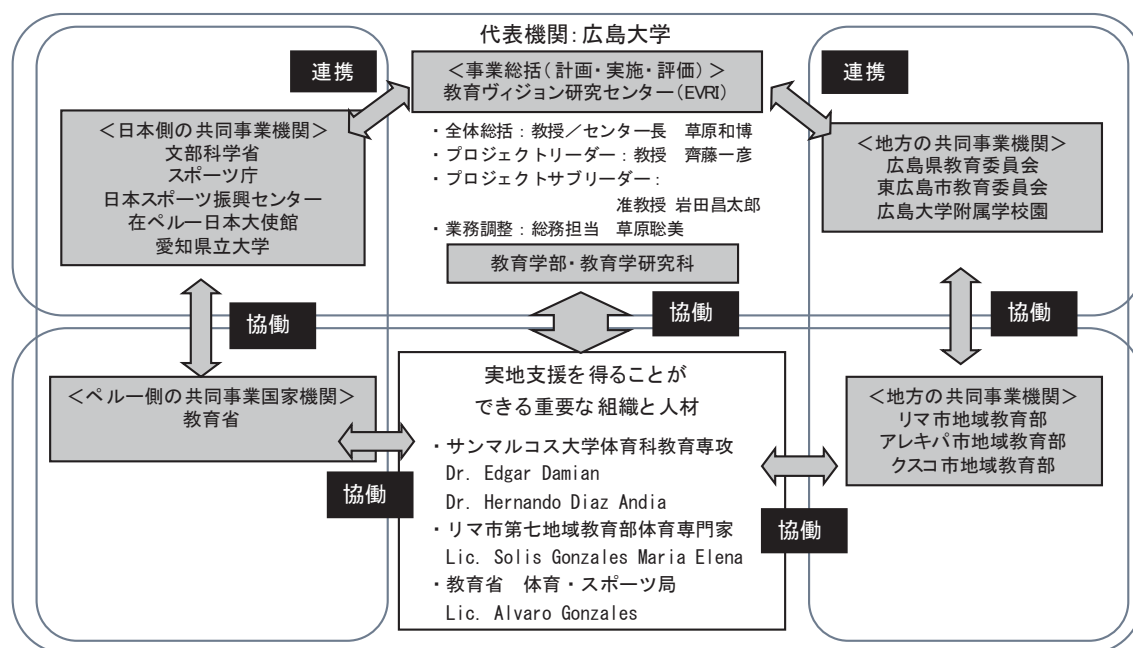 代表機関：広島大学
連携
＜事業総括（計画・実施・評価）＞
教育ヴィジョン研究センター（EVRI）
連携
＜日本側の共同事業機関＞
文部科学省
スポーツ庁
日本スポーツ振興センター
在ペルー日本大使館
愛知県立大学
・全体総括：教授／センター長　草原和博
・プロジェクトリーダー：教授　齊藤一彦
・プロジェクトサブリーダー：
准教授 岩田昌太郎
・業務調整：総務担当　草原聡美
教育学部・教育学研究科
＜地方の共同事業機関＞
広島県教育委員会
東広島市教育委員会
広島大学附属学校園
協働
協働
協働
＜ペルー側の共同事業国家機関＞
教育省
実地支援を得ることが
できる重要な組織と人材
・サンマルコス大学体育科教育専攻
Dr. Edgar Damian
Dr. Hernando Diaz Andia
・リマ市第七地域教育部体育専門家
Lic. Solis Gonzales Maria Elena
・教育省　体育・スポーツ局
Lic. Alvaro Gonzales
＜地方の共同事業機関＞
リマ市地域教育部
アレキパ市地域教育部
クスコ市地域教育部
協働
協働